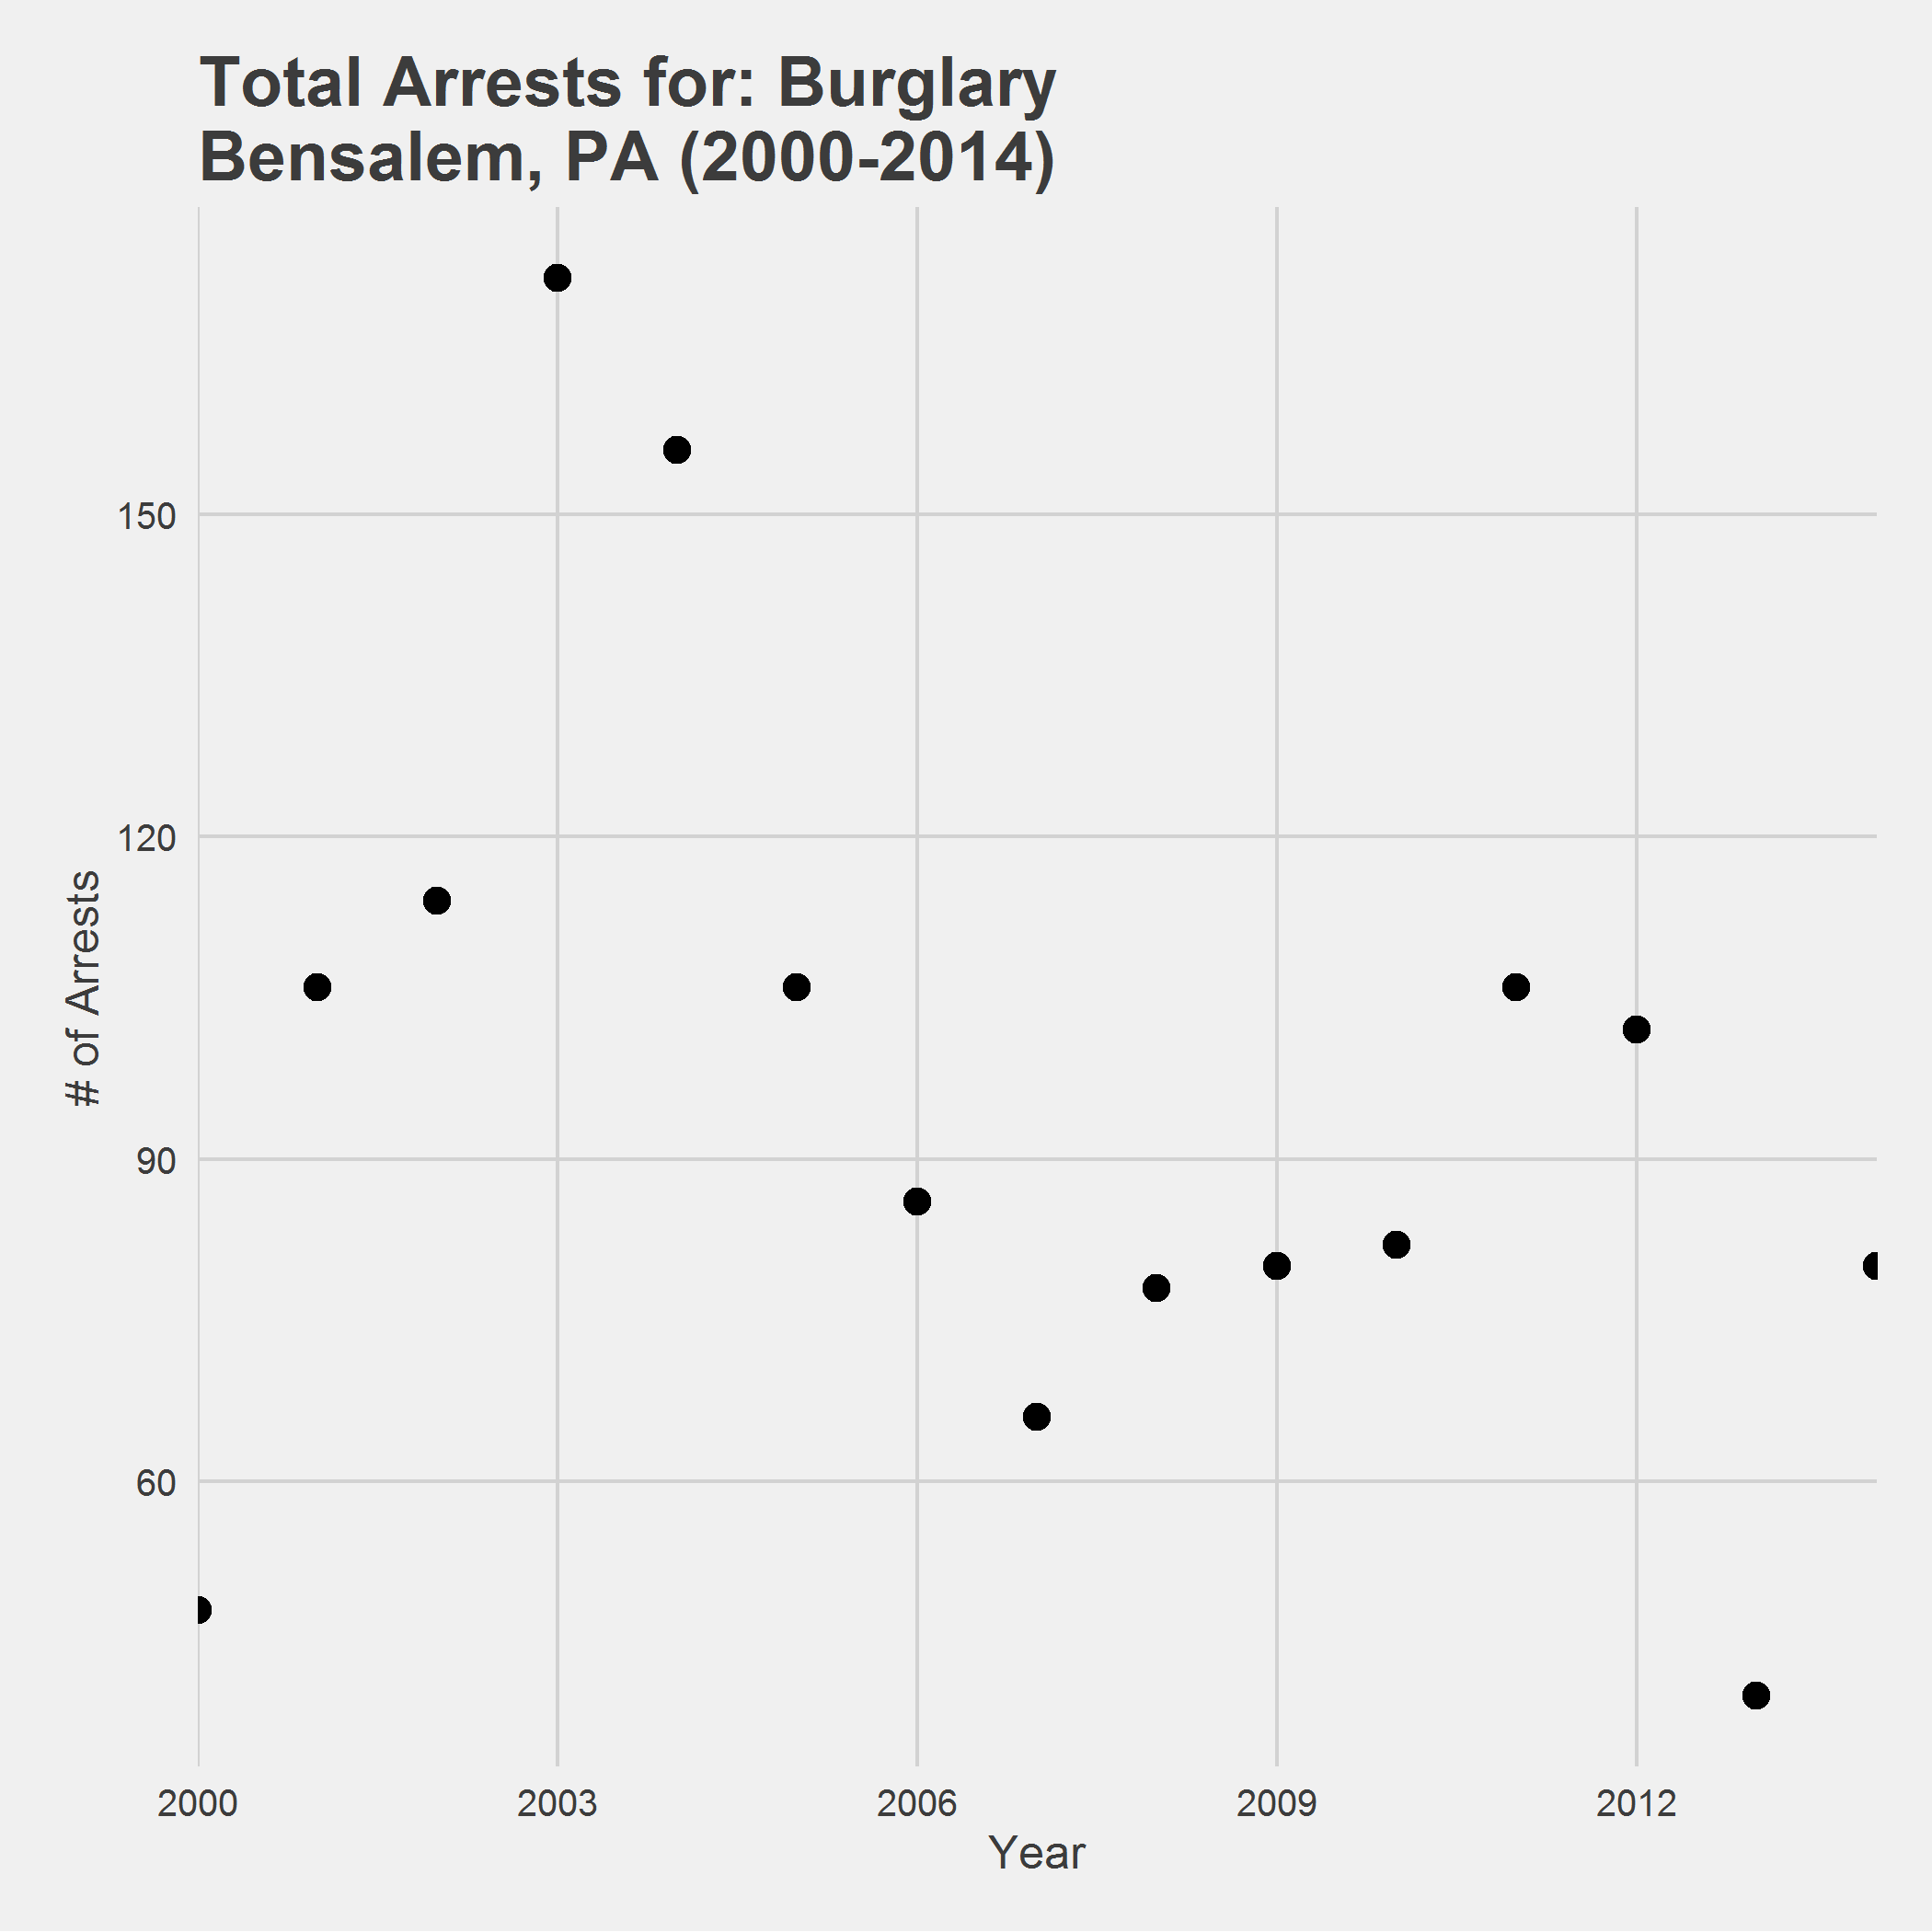 Total Arrests for: Burglary
Bensalem, PA (2000-2014)
# of Arrests
150
120
90
60
2000 2003 2006 2009 2012
Year